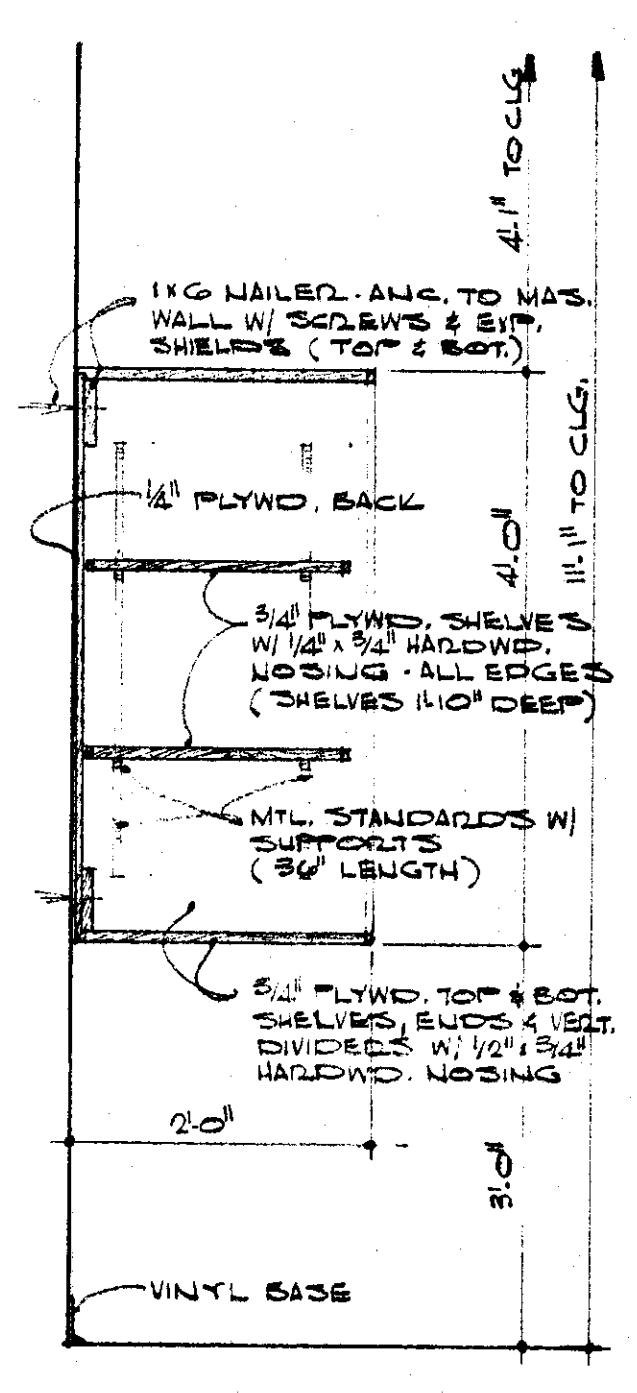 4'-1" TO CLG
1x6 NAILER - ANC. TO MAS.
WALL W/ SCREWS & EXP.
SHIELDS (TOP & BOT.)
11'-1" TO CLG.
1/4" PLYWD. BACK
4'-0"
3/4" PLYWD. SHELVES
W/ 1/4" x 3/4" HARDWD.
NOSING - ALL EDGES
(SHELVES 1'-10" DEEP)
MTL. STANDARDS W/
SUPPORTS
(36" LENGTH)
3/4" PLYWD. TOP & BOT.
SHELVES, ENDS & VERT.
DIVIDERS W/ 1/2" x 3/4"
HARDWD. NOSING
2'-0"
3'-0"
VINYL BASE